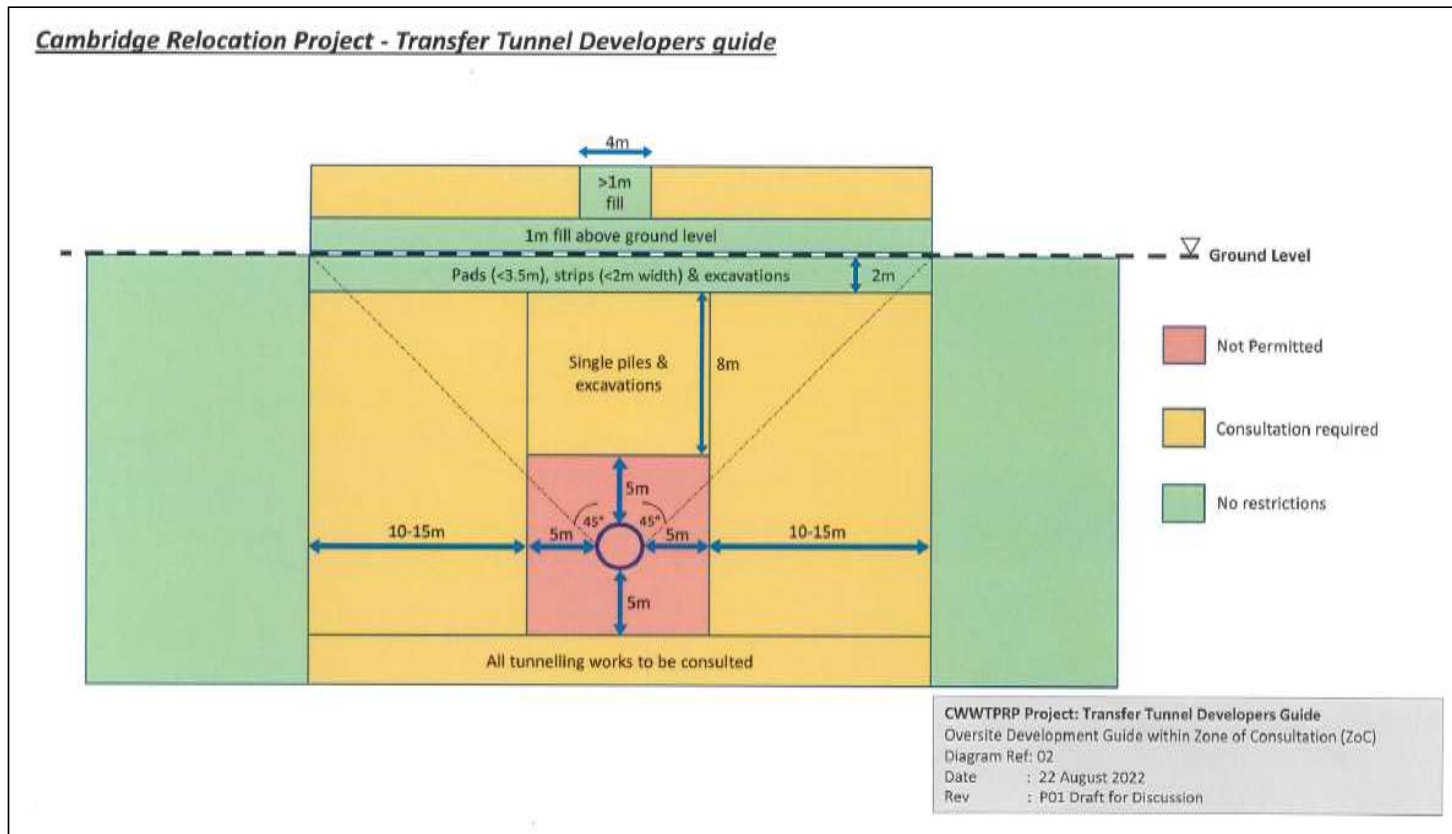 Cambridge Relocation Project - Transfer Tunnel Developers guide
4m
>1m
fill
1m fill above ground level
Ground Level
Pads (<3.5m), strips (<2m width) & excavations
2m
Not Permitted
Single piles &
excavations
8m
Consultation required
5m
No restrictions
45°
45°
10-15m
5m
5m
10-15m
5m
All tunnelling works to be consulted
CWWTPRP Project: Transfer Tunnel Developers Guide
Oversite Development Guide within Zone of Consultation (ZoC)
Diagram Ref: 02
Date : 22 August 2022
Rev : P01 Draft for Discussion